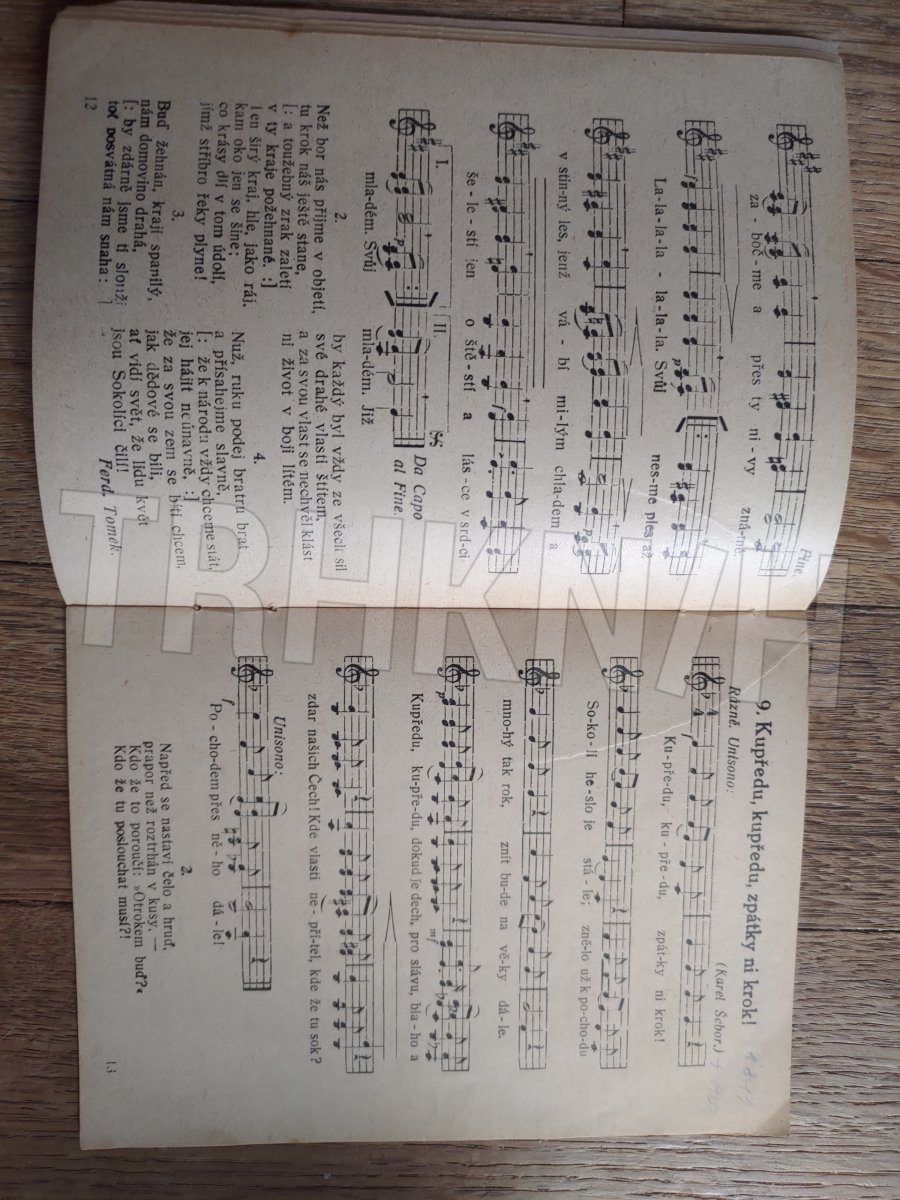 Fine.
za - boč - me a přes ty ni - vy zná-mé.
La - la - la - la - la - la - la - la. Svůj nes-me ples až
v stin-ný les, jenž vá - bí mi - lým chla-dem a
še - le - stí jen o ště - stí a lás - ce v srd-ci
I. II.
mla-dém. Svůj mla-dém. Již
Da Capo
al Fine.
2.
Než bor nás přijme v objetí,
tu krok náš ještě stane,
[: a toužebný zrak zaletí
v ty kraje požehnané. :]
Ten širý kraj, hle, jako ráj,
kam oko jen se šine;
co krásy dlí v tom údolí,
jímž stříbro řeky plyne!
3.
Buď žehnán, kraji spanilý,
nám domovino drahá,
[: by zdárně jsme ti slouži
toť posvátná nám snaha: ]
by každý byl vždy ze všech sil
své drahé vlasti štítem,
a za svou vlast se nechvěl klást
ni život v boji lítém.
4.
Nuž, ruku podej bratru brat
a přísahejme slavně,
[: že k národu vždy chceme stát,
jej hájit neúnavně, :]
že za svou zem se bíti chcem,
jak dědové se bili,
ať vidí svět, že lidu květ
jsou Sokolíci čilí!
Ferd. Tomek.
12
9. Kupředu, kupředu, zpátky ni krok!
Rázně. Unisono:
(Karel Šebor.)
Ku-pře-du, ku - pře - du, zpát-ky ni krok!
So-ko-lí he-slo je stá - le; zně-lo už k po-cho-du
mno-hý tak rok, znít bu-de na vě-ky dá-le.
Kupředu, ku-pře-du, dokud je dech, pro slávu, bla-ho a
zdar našich Čech! Kde vlasti ne - pří-tel, kde že tu sok?
Unisono:
Po - cho-dem přes ně - ho dá - le!
2.
Napřed se nastaví čelo a hruď,
prapor než roztrhán v kusy. —
Kdo že to poroučí: »Otrokem buď?«
Kdo že tu poslouchat musí?!
13
TRHKNIH